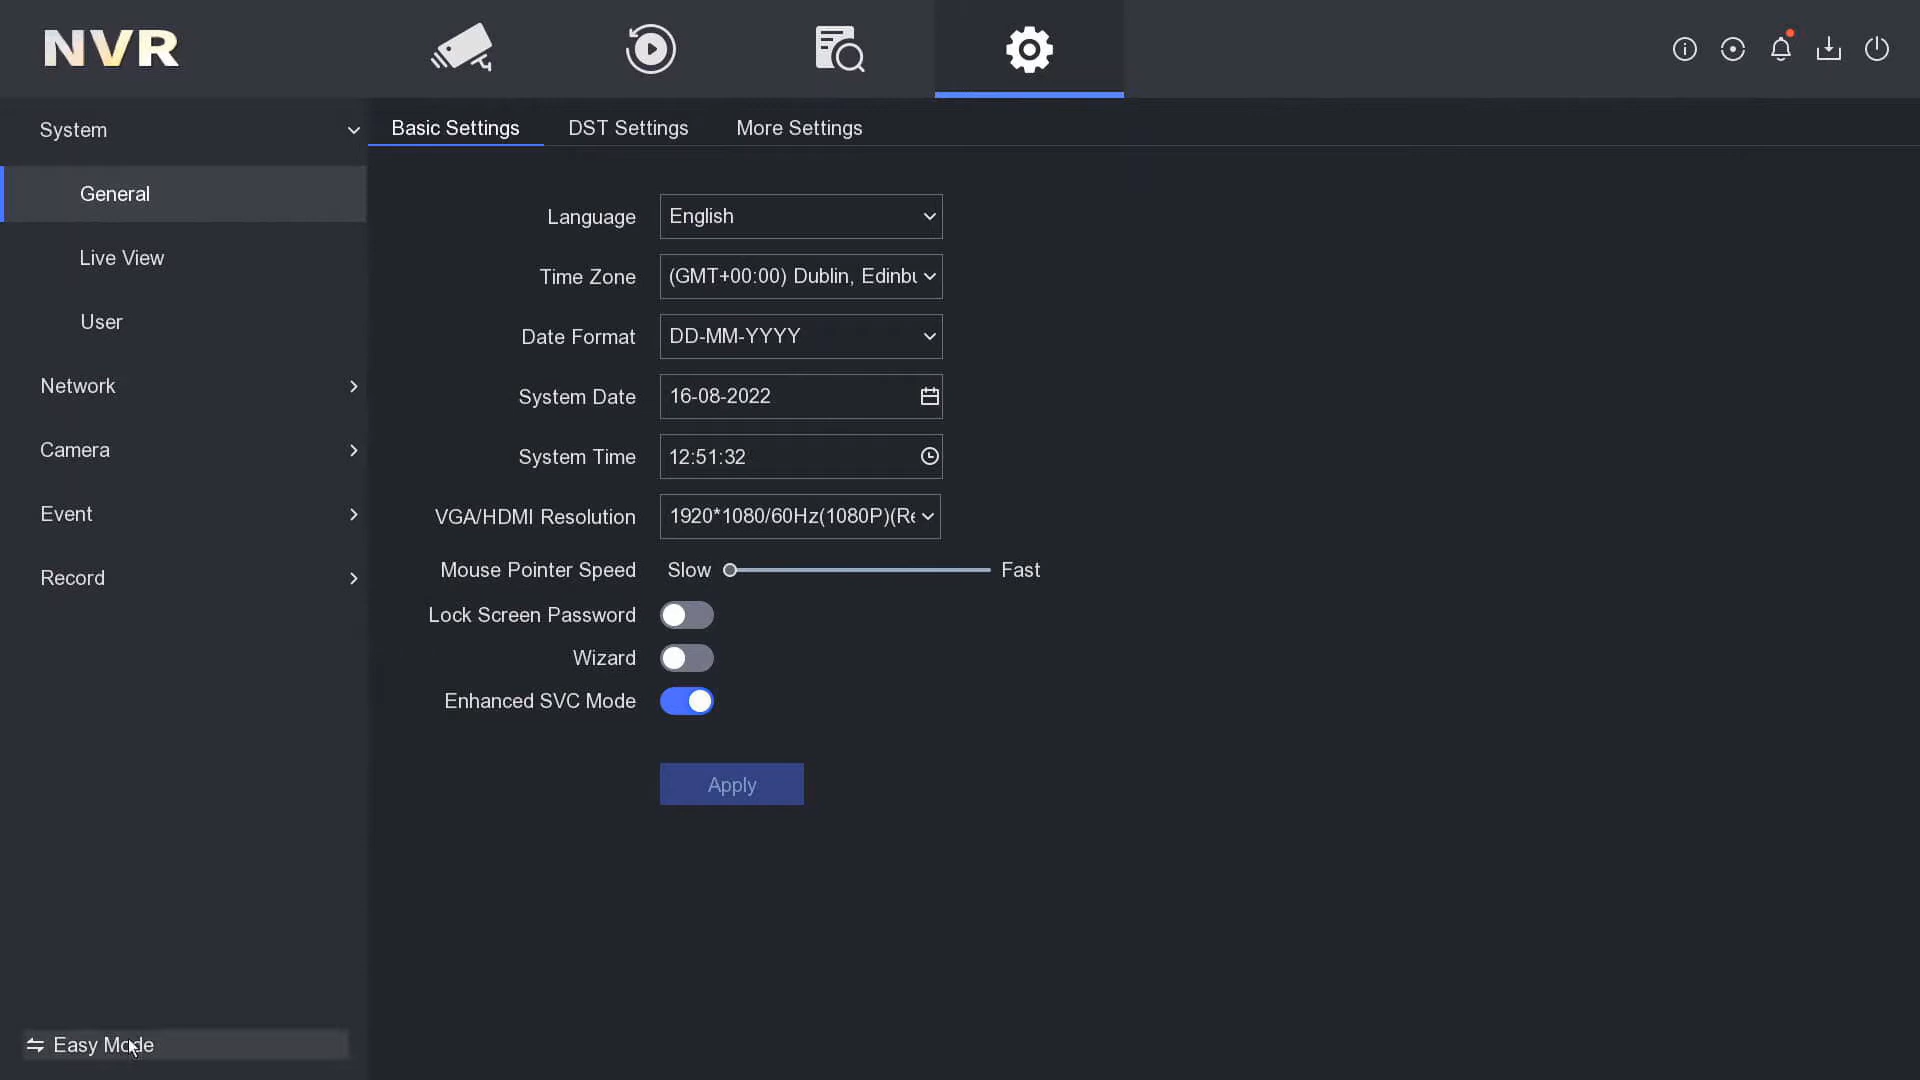 NVR
System
General
Live View
User
Network
Camera
Event
Record
Easy Mode
Basic Settings
DST Settings
More Settings
Language
English
Time Zone
(GMT+00:00) Dublin, Edinbu
Date Format
DD-MM-YYYY
System Date
16-08-2022
System Time
12:51:32
VGA/HDMI Resolution
1920*1080/60Hz(1080P)(Re
Mouse Pointer Speed
Slow
Fast
Lock Screen Password
Wizard
Enhanced SVC Mode
Apply